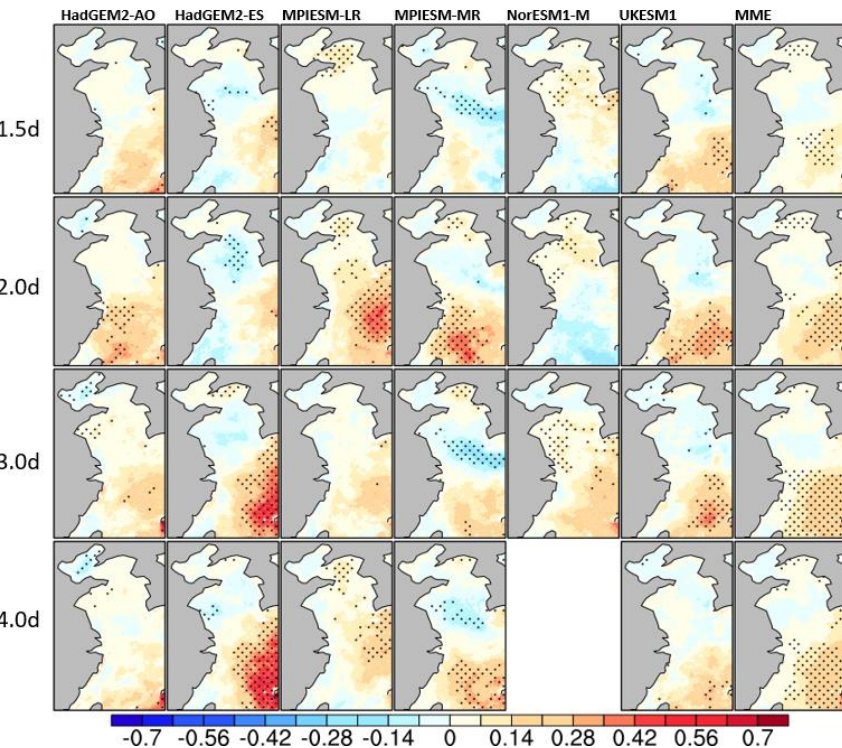 HadGEM2-AO HadGEM2-ES MPIESM-LR MPIESM-MR NorESM1-M UKESM1 MME
1.5d
2.0d
3.0d
4.0d
-0.7 -0.56 -0.42 -0.28 -0.14 0 0.14 0.28 0.42 0.56 0.7